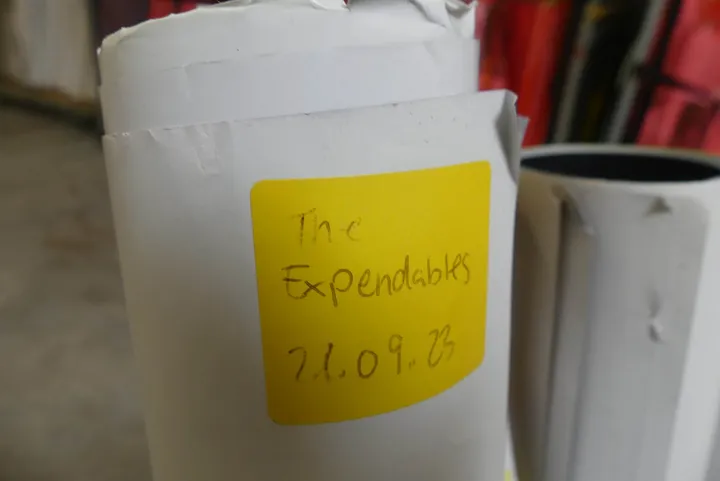 The
Expendables
21.09.23